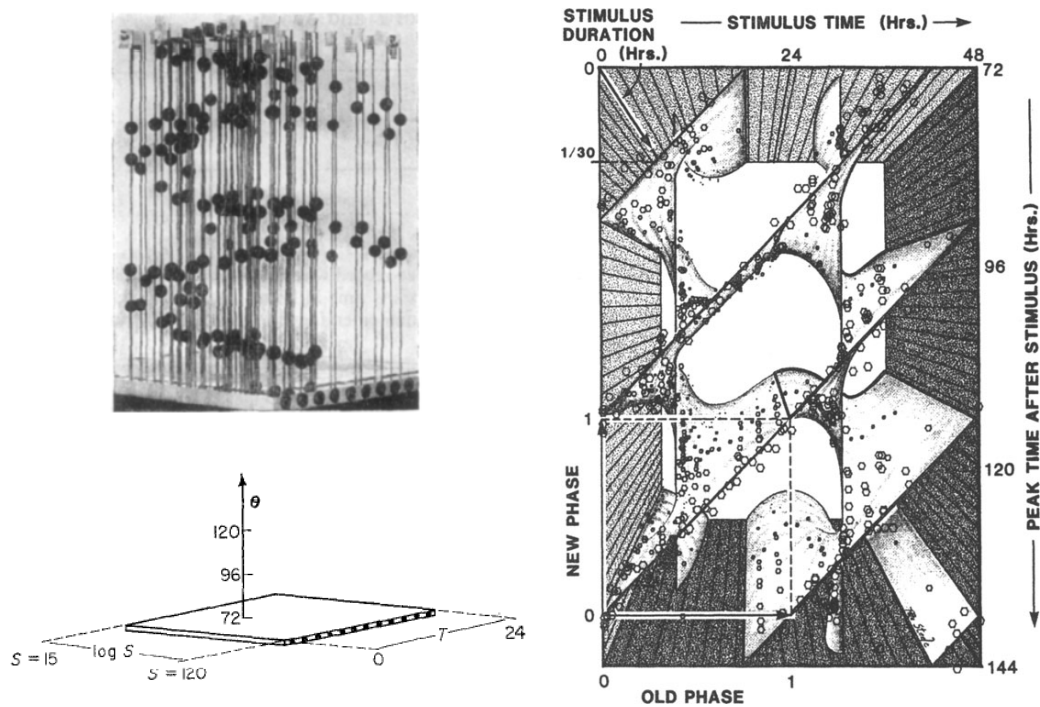 STIMULUS
DURATION
(Hrs.)
STIMULUS TIME (Hrs.)
0 24 48
0 72
1/30
96
1
120
0
144
0 1
NEW PHASE
OLD PHASE
PEAK TIME AFTER STIMULUS (Hrs.)
θ
120
96
72
S = 15
log S
S = 120
0
T
24